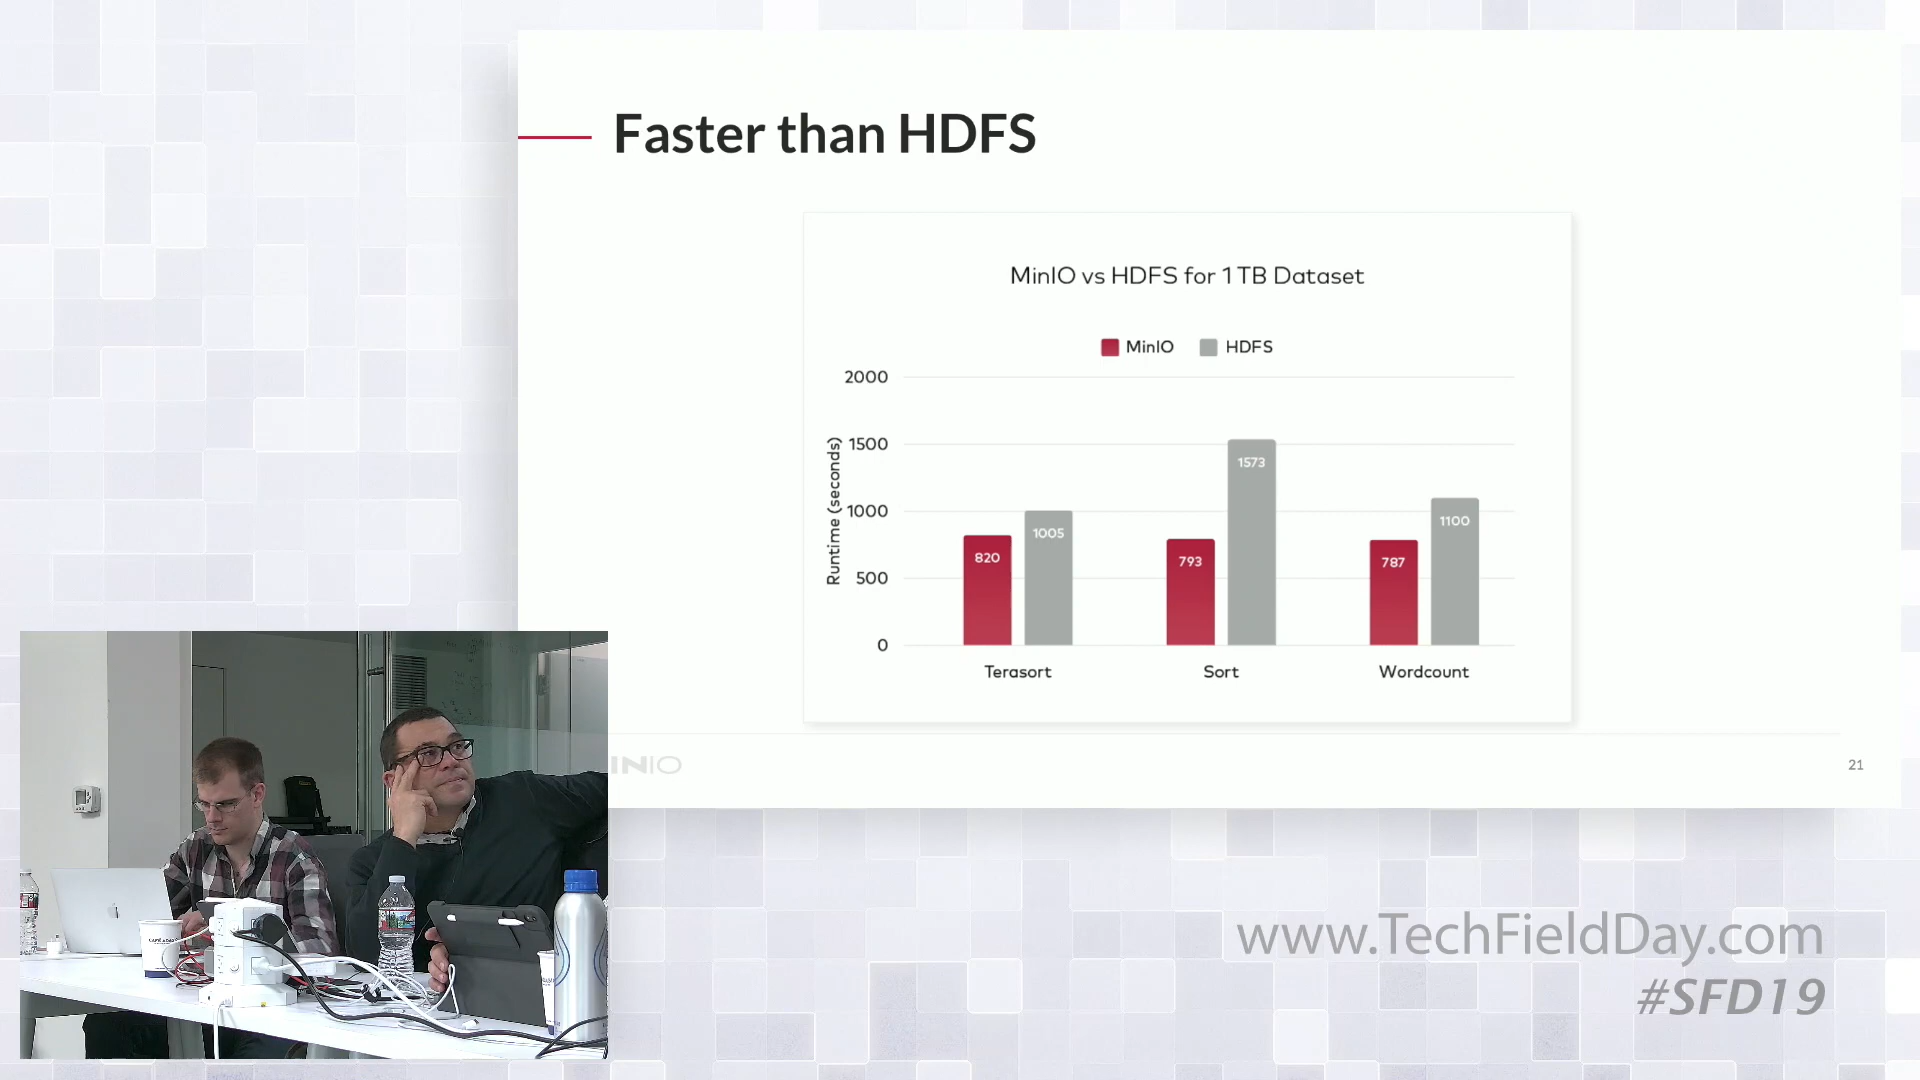 Faster than HDFS
MinIO vs HDFS for 1 TB Dataset
MinIO HDFS
2000
1500
1000
500
0
Runtime (seconds)
820
1005
793
1573
787
1100
Terasort
Sort
Wordcount
INIO
21
www.TechFieldDay.com
#SFD19